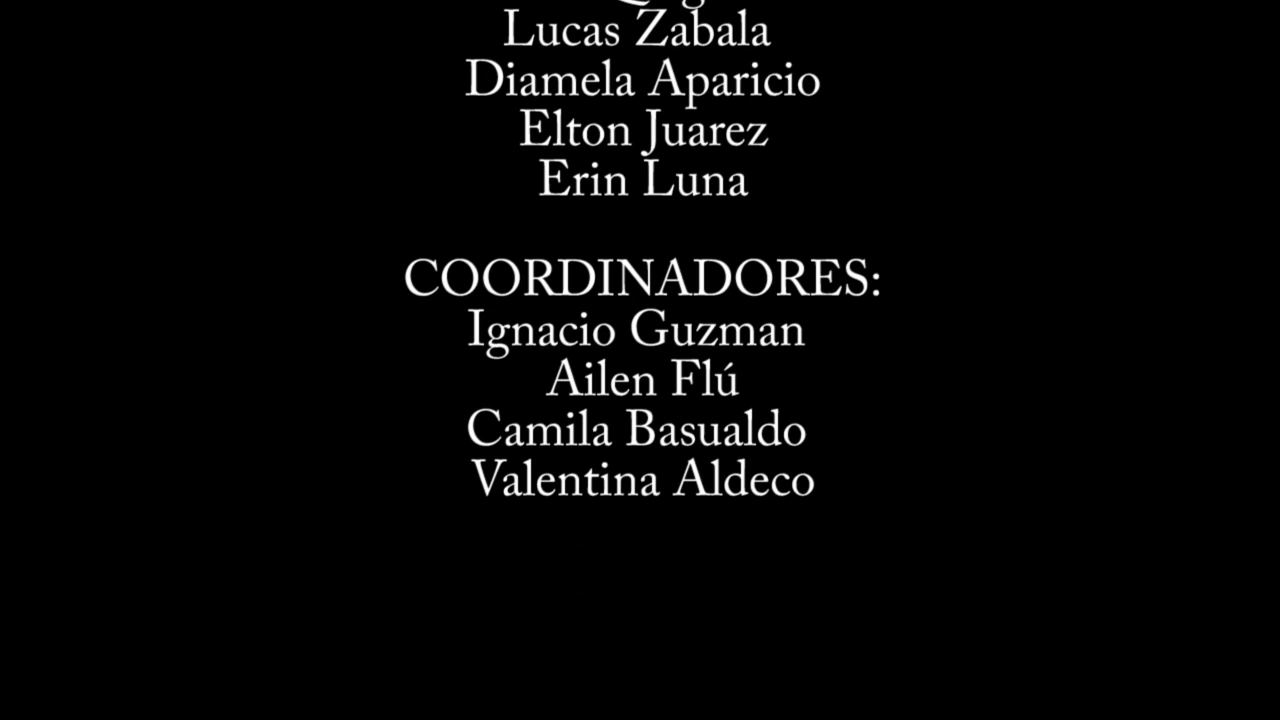 Lucas Zabala
Diamela Aparicio
Elton Juarez
Erin Luna
COORDINADORES:
Ignacio Guzman
Ailen Flú
Camila Basualdo
Valentina Aldeco